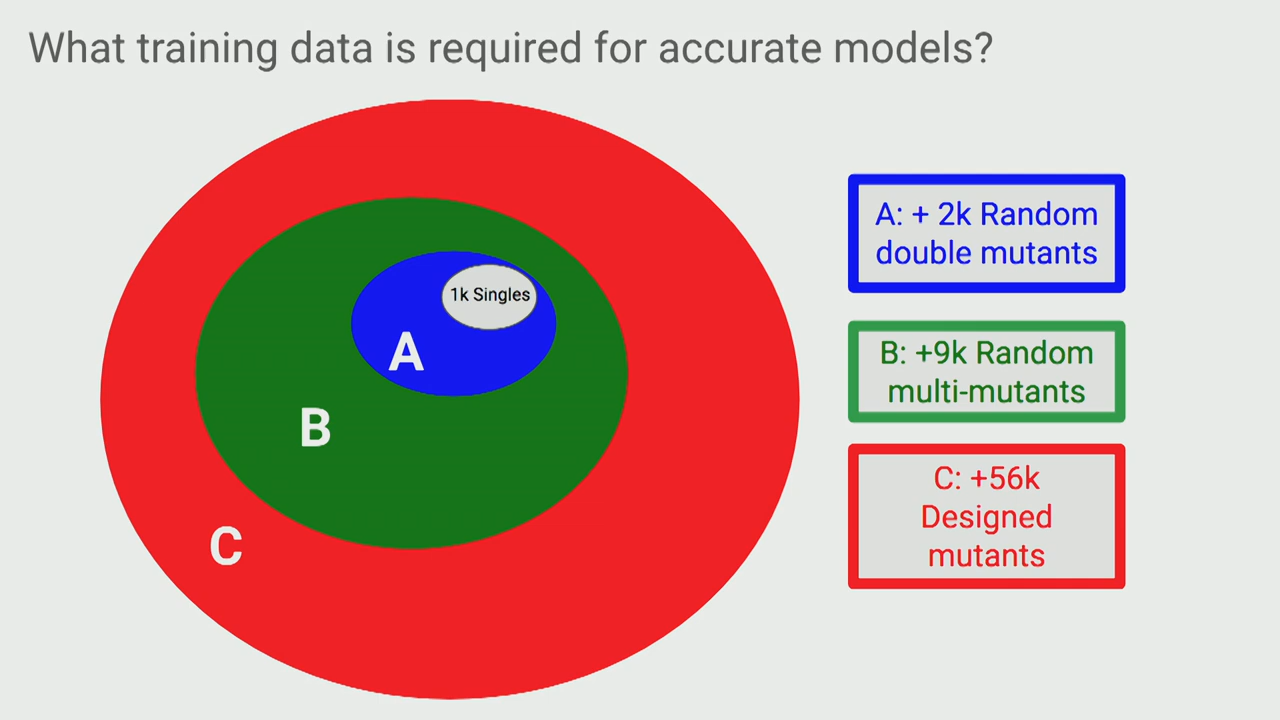 What training data is required for accurate models?
1k Singles
A
B
C
A: + 2k Random
double mutants
B: +9k Random
multi-mutants
C: +56k
Designed
mutants